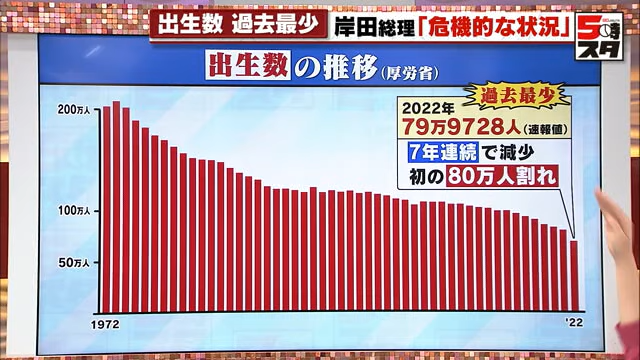 出生数 過去最少
岸田総理「危機的な状況」
5時
スタ
出生数の推移(厚労省)
過去最少
2022年
79万9728人(速報値)
7年連続で減少
初の80万人割れ
200万人
100万人
50万人
1972
'22